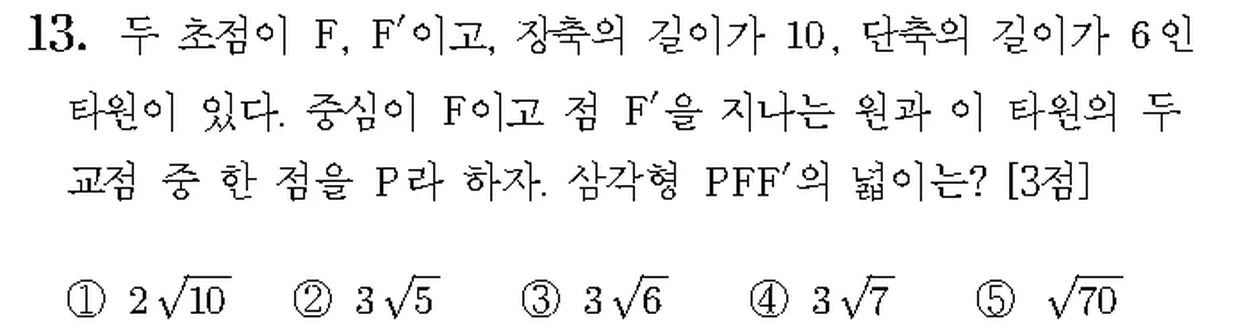 13. 두 초점이 F, F′이고, 장축의 길이가 10, 단축의 길이가 6인
타원이 있다. 중심이 F이고 점 F′을 지나는 원과 이 타원의 두
교점 중 한 점을 P라 하자. 삼각형 PFF′의 넓이는? [3점]
① 2√10 ② 3√5 ③ 3√6 ④ 3√7 ⑤ √70